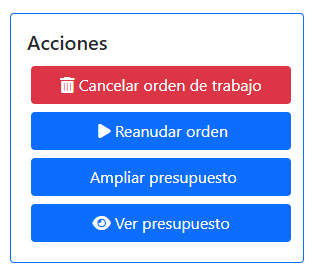 Acciones
Cancelar orden de trabajo
Reanudar orden
Ampliar presupuesto
Ver presupuesto